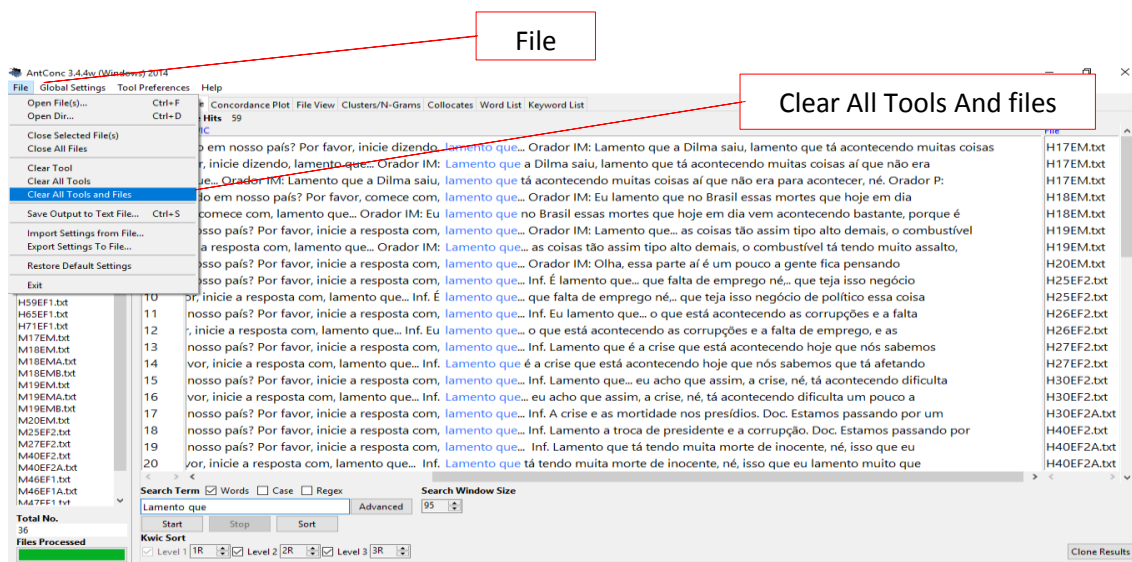 File
Clear All Tools And files
AntConc 3.4.4w (Windows) 2014
File Global Settings Tool Preferences Help
Open File(s)... Ctrl+F
Open Dir... Ctrl+D
Close Selected File(s)
Close All Files
Clear Tool
Clear All Tools
Clear All Tools and Files
Save Output to Text File... Ctrl+S
Import Settings from File...
Export Settings To File...
Restore Default Settings
Exit
H59EF1.txt
H65EF1.txt
H71EF1.txt
M17EM.txt
M18EM.txt
M18EMA.txt
M18EMB.txt
M19EM.txt
M19EMA.txt
M19EMB.txt
M20EM.txt
M25EF2.txt
M27EF2.txt
M40EF2.txt
M40EF2A.txt
M46EF1.txt
M46EF1A.txt
M47EF1.txt
Total No.
36
Files Processed
Concordance Plot File View Clusters/N-Grams Collocates Word List Keyword List
Hits 59
File
em nosso país? Por favor, inicie dizendo, lamento que... Orador IM: Lamento que a Dilma saiu, lamento que tá acontecendo muitas coisas H17EM.txt
r, inicie dizendo, lamento que... Orador IM: Lamento que a Dilma saiu, lamento que tá acontecendo muitas coisas aí que não era H17EM.txt
ue... Orador IM: Lamento que a Dilma saiu, lamento que tá acontecendo muitas coisas aí que não era para acontecer, né. Orador P: H17EM.txt
do em nosso país? Por favor, comece com, lamento que... Orador IM: Eu lamento que no Brasil essas mortes que hoje em dia H18EM.txt
comece com, lamento que... Orador IM: Eu lamento que no Brasil essas mortes que hoje em dia vem acontecendo bastante, porque é H18EM.txt
osso país? Por favor, inicie a resposta com, lamento que... Orador IM: Lamento que... as coisas tão assim tipo alto demais, o combustível H19EM.txt
a resposta com, lamento que... Orador IM: Lamento que... as coisas tão assim tipo alto demais, o combustível tá tendo muito assalto, H19EM.txt
osso país? Por favor, inicie a resposta com, lamento que... Orador IM: Olha, essa parte aí é um pouco a gente fica pensando H20EM.txt
osso país? Por favor, inicie a resposta com, lamento que... Inf. É lamento que... que falta de emprego né,.. que teja isso negócio H25EF2.txt
10 or, inicie a resposta com, lamento que... Inf. É lamento que... que falta de emprego né,.. que teja isso negócio de político essa coisa H25EF2.txt
11 nosso país? Por favor, inicie a resposta com, lamento que... Inf. Eu lamento que... o que está acontecendo as corrupções e a falta H26EF2.txt
12 r, inicie a resposta com, lamento que... Inf. Eu lamento que... o que está acontecendo as corrupções e a falta de emprego, e as H26EF2.txt
13 nosso país? Por favor, inicie a resposta com, lamento que... Inf. Lamento que é a crise que está acontecendo hoje que nós sabemos H27EF2.txt
14 vor, inicie a resposta com, lamento que... Inf. Lamento que é a crise que está acontecendo hoje que nós sabemos que tá afetando H27EF2.txt
15 nosso país? Por favor, inicie a resposta com, lamento que... Inf. Lamento que... eu acho que assim, a crise, né, tá acontecendo dificulta H30EF2.txt
16 vor, inicie a resposta com, lamento que... Inf. Lamento que... eu acho que assim, a crise, né, tá acontecendo dificulta um pouco a H30EF2.txt
17 nosso país? Por favor, inicie a resposta com, lamento que... Inf. A crise e as mortidade nos presídios. Doc. Estamos passando por um H30EF2A.txt
18 nosso país? Por favor, inicie a resposta com, lamento que... Inf. Lamento a troca de presidente e a corrupção. Doc. Estamos passando por H40EF2.txt
19 nosso país? Por favor, inicie a resposta com, lamento que... Inf. Lamento que tá tendo muita morte de inocente, né, isso que eu H40EF2A.txt
20 vor, inicie a resposta com, lamento que... Inf. Lamento que tá tendo muita morte de inocente, né, isso que eu lamento muito que H40EF2A.txt
Search Term Words Case Regex Search Window Size
Lamento que Advanced 95
Start Stop Sort
Kwic Sort
Level 1 1R Level 2 2R Level 3 3R Clone Results